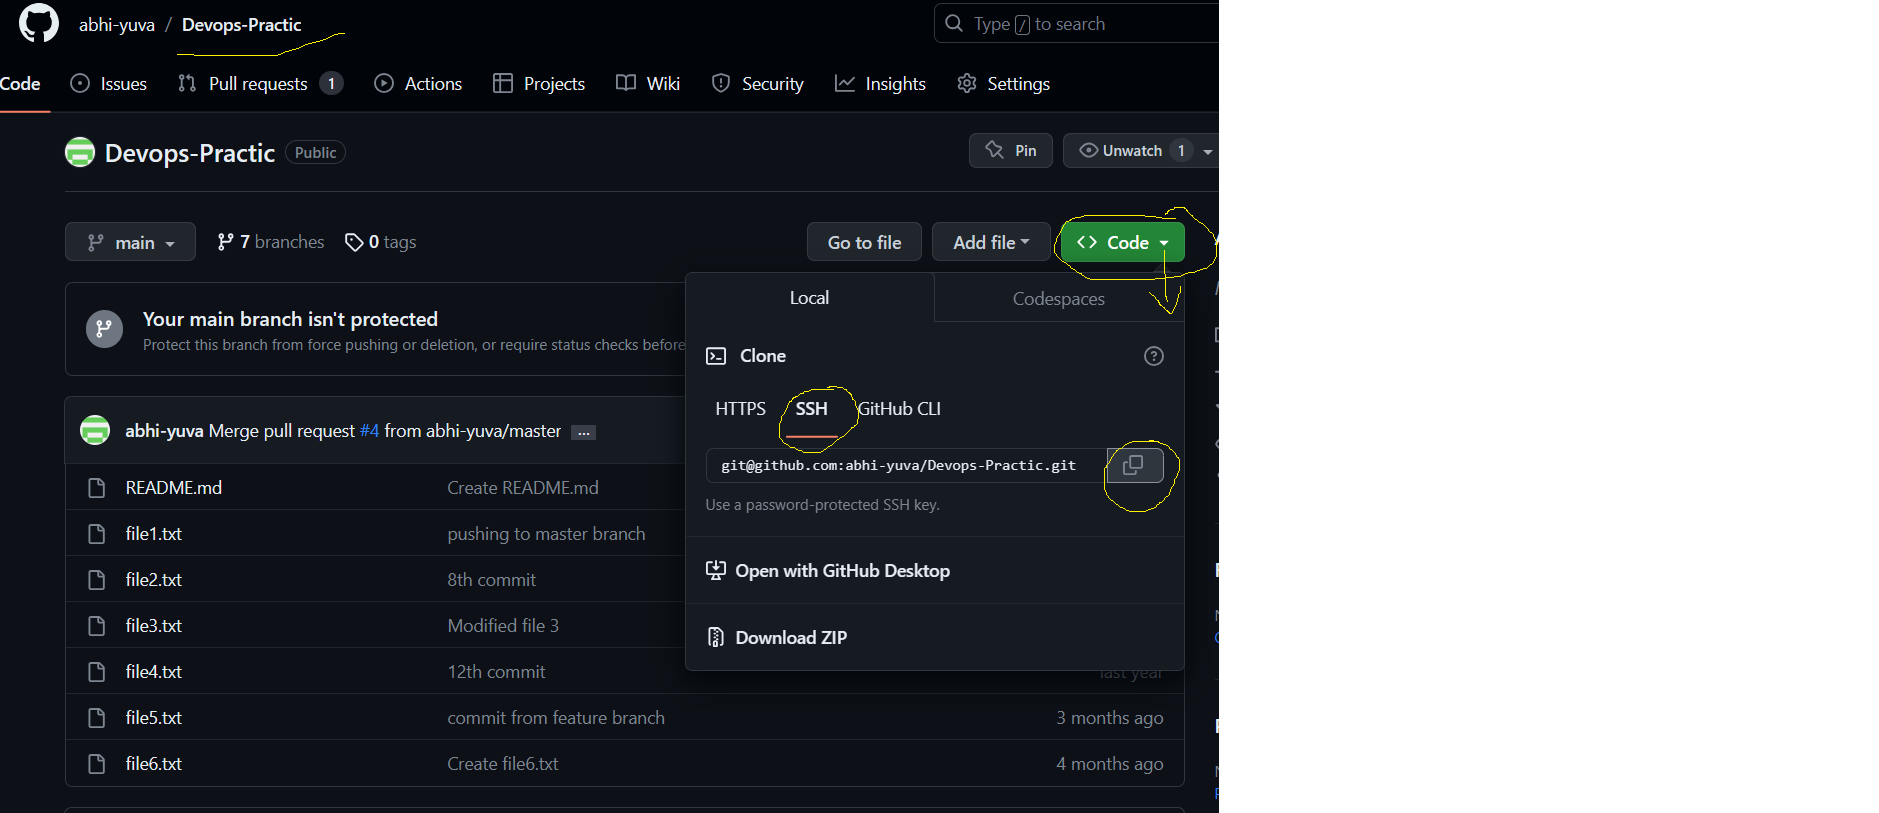 abhi-yuva / Devops-Practic
Type / to search
Code Issues Pull requests 1 Actions Projects Wiki Security Insights Settings
Devops-Practic Public
Pin Unwatch 1
main 7 branches 0 tags Go to file Add file <> Code
Local Codespaces
Your main branch isn't protected
Protect this branch from force pushing or deletion, or require status checks before
Clone
HTTPS SSH GitHub CLI
git@github.com:abhi-yuva/Devops-Practic.git
Use a password-protected SSH key.
Open with GitHub Desktop
Download ZIP
abhi-yuva Merge pull request #4 from abhi-yuva/master ...
README.md Create README.md
file1.txt pushing to master branch
file2.txt 8th commit
file3.txt Modified file 3
file4.txt 12th commit last year
file5.txt commit from feature branch 3 months ago
file6.txt Create file6.txt 4 months ago